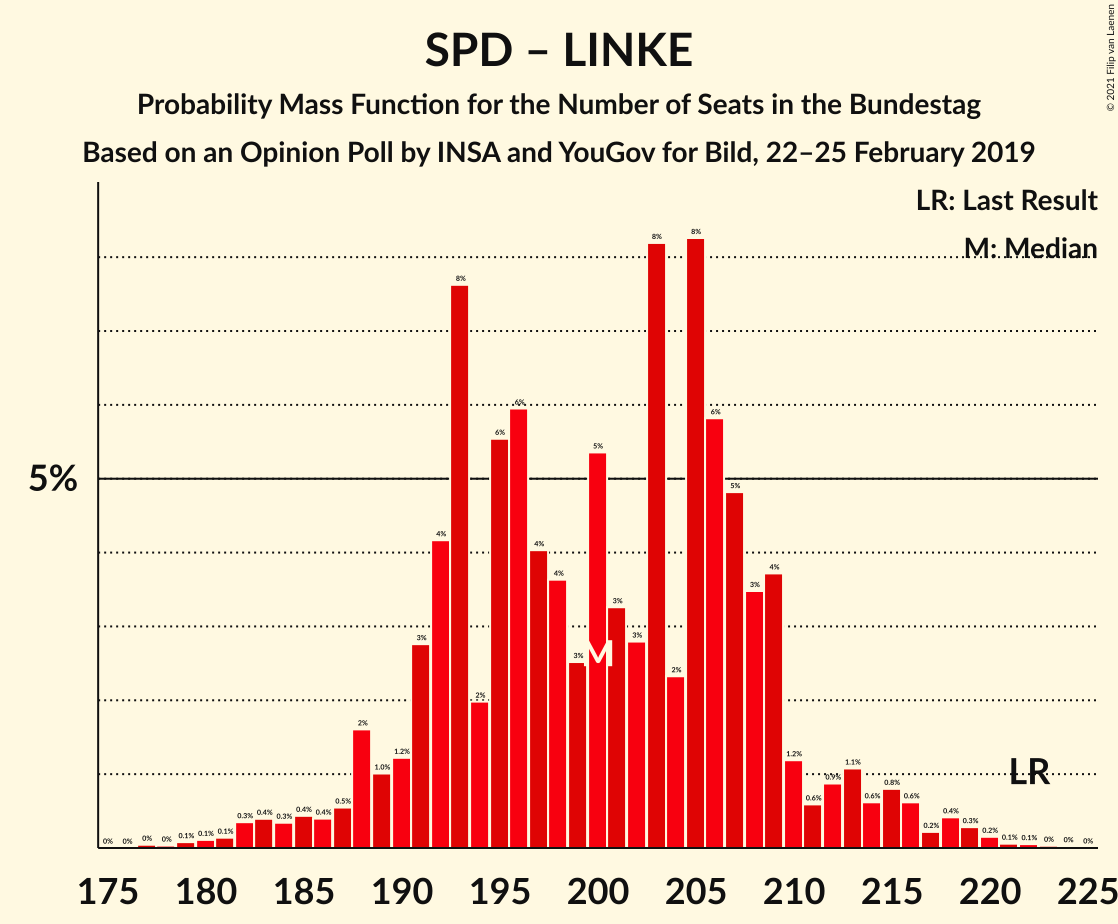 SPD – LINKE
Probability Mass Function for the Number of Seats in the Bundestag
Based on an Opinion Poll by INSA and YouGov for Bild, 22–25 February 2019
© 2021 Filip van Laenen
LR: Last Result
M: Median
5%
0% 0% 0% 0% 0.1% 0.1% 0.1% 0.3% 0.4% 0.3% 0.4% 0.4% 0.5% 2% 1.0% 1.2% 3% 4% 8% 2% 6% 6% 4% 4% 3% 5% 3% 3% 8% 2% 8% 6% 5% 3% 4% 1.2% 0.6% 0.9% 1.1% 0.6% 0.8% 0.6% 0.2% 0.4% 0.3% 0.2% 0.1% 0.1% 0% 0% 0%
M
LR
175 180 185 190 195 200 205 210 215 220 225